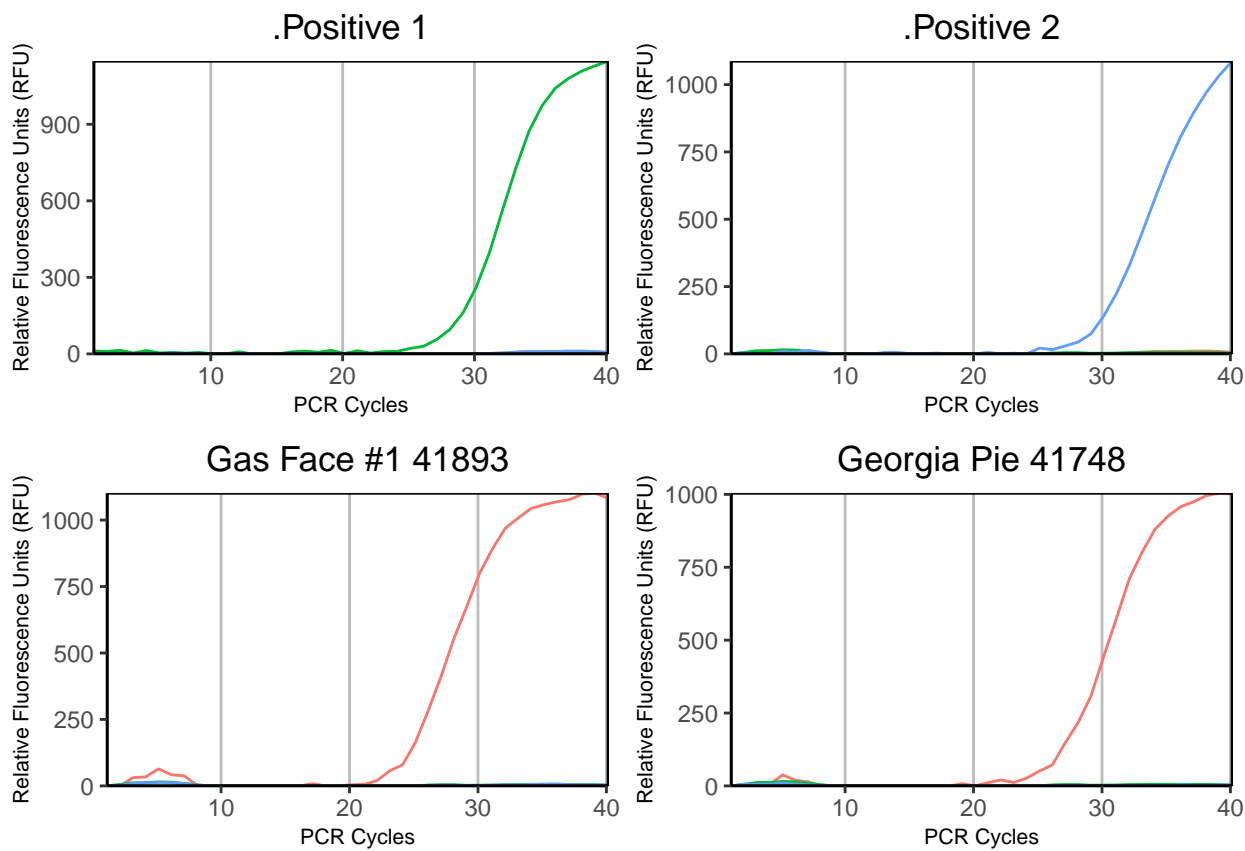 .Positive 1
Relative Fluorescence Units (RFU)
900
600
300
0
10
20
30
40
PCR Cycles
.Positive 2
Relative Fluorescence Units (RFU)
1000
750
500
250
0
10
20
30
40
PCR Cycles
Gas Face #1 41893
Relative Fluorescence Units (RFU)
1000
750
500
250
0
10
20
30
40
PCR Cycles
Georgia Pie 41748
Relative Fluorescence Units (RFU)
1000
750
500
250
0
10
20
30
40
PCR Cycles